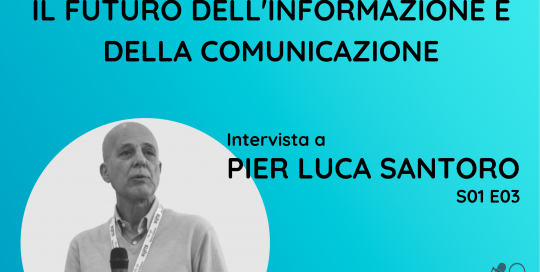 IL FUTURO DELL'INFORMAZIONE E
DELLA COMUNICAZIONE
Intervista a
PIER LUCA SANTORO
S01 E03